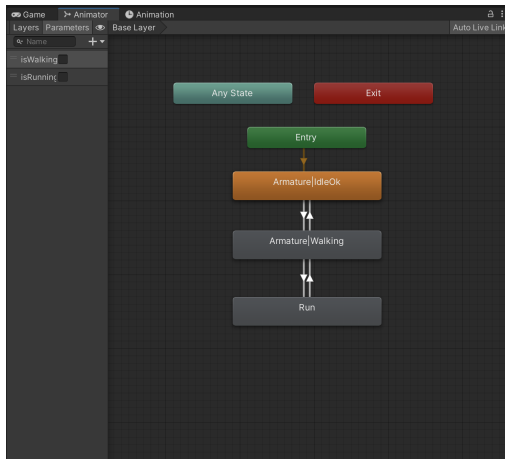 Game Animator Animation
Layers Parameters Base Layer Auto Live Link
Name
isWalking
isRunning
Any State Exit
Entry
Armature|IdleOk
Armature|Walking
Run